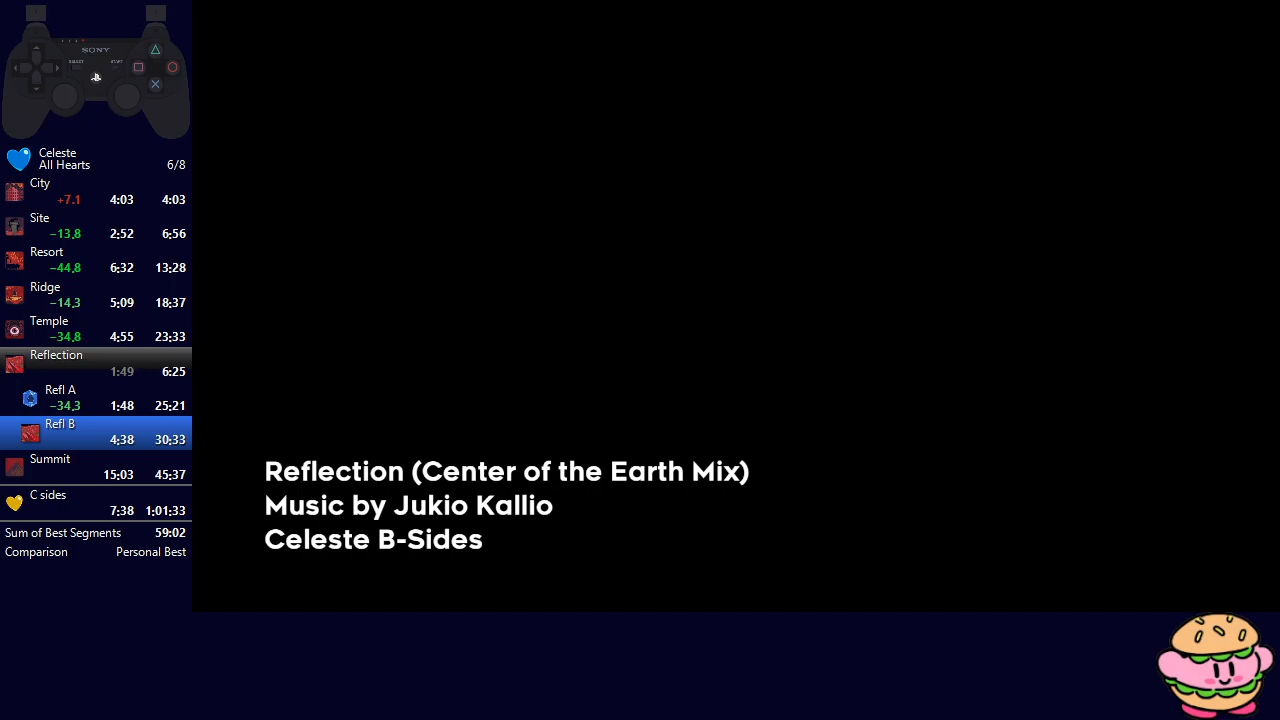 SONY
SELECT START
Celeste
All Hearts 6/8
City
+7.1 4:03 4:03
Site
-13.8 2:52 6:56
Resort
-44.8 6:32 13:28
Ridge
-14.3 5:09 18:37
Temple
-34.8 4:55 23:33
Reflection
1:49 6:25
Refl A
-34.3 1:48 25:21
Refl B
4:38 30:33
Summit
15:03 45:37
C sides
7:38 1:01:33
Sum of Best Segments 59:02
Comparison Personal Best
Reflection (Center of the Earth Mix)
Music by Jukio Kallio
Celeste B-Sides